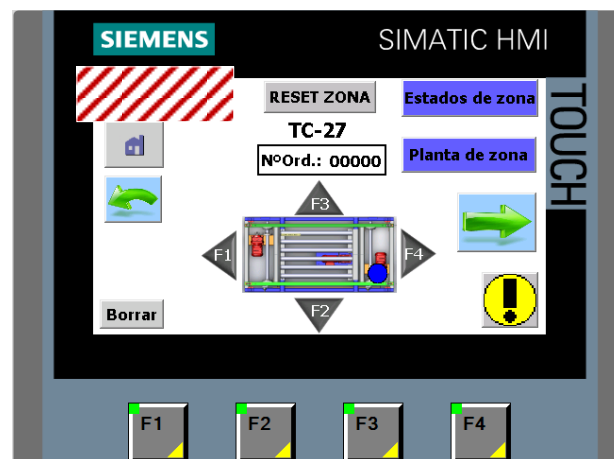 SIEMENS
SIMATIC HMI
TOUCH
RESET ZONA
Estados de zona
TC-27
NºOrd.: 00000
Planta de zona
F3
F1
F4
F2
Borrar
F1
F2
F3
F4